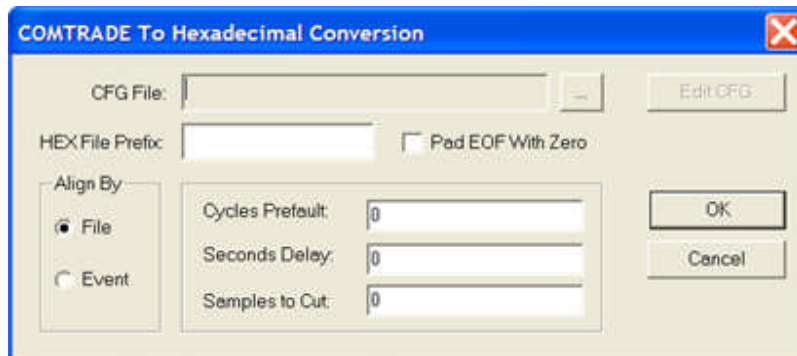 COMTRADE To Hexadecimal Conversion
CFG File:
...
Edit CFG
HEX File Prefix:
Pad EOF With Zero
Align By
File
Event
Cycles Prefault:
0
Seconds Delay:
0
Samples to Cut:
0
OK
Cancel